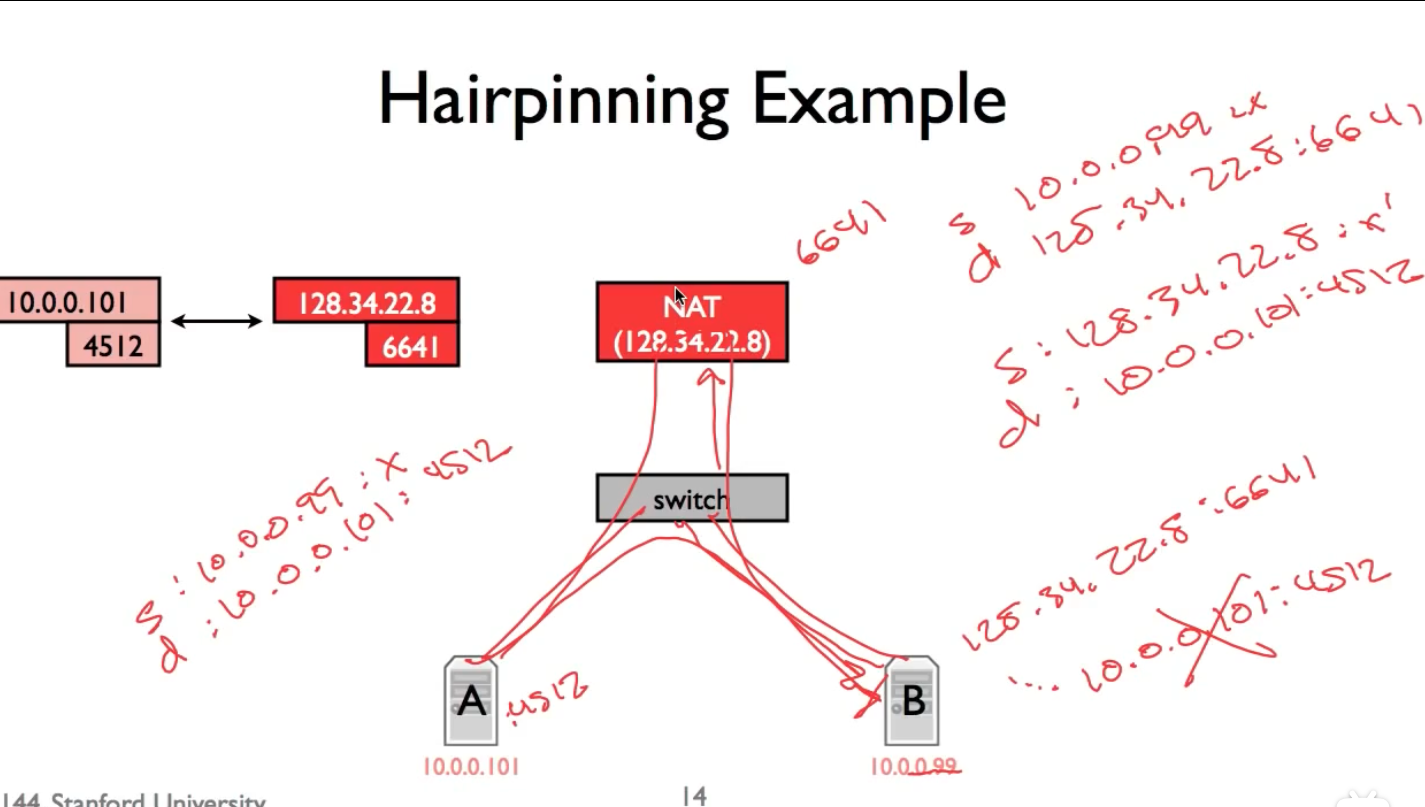 Hairpinning Example
s 10.0.0.99 x
d 128.34.22.8:6641
6641
s: 128.34.22.8:x'
d: 10.0.0.101:4512
10.0.0.101
4512
128.34.22.8
6641
NAT
(128.34.22.8)
switch
s: 10.0.0.99:x
d: 10.0.0.101:4512
128.34.22.8:6641
.... 10.0.0.101:4512
A
:4512
B
10.0.0.101
10.0.0.99
144 Stanford University
14